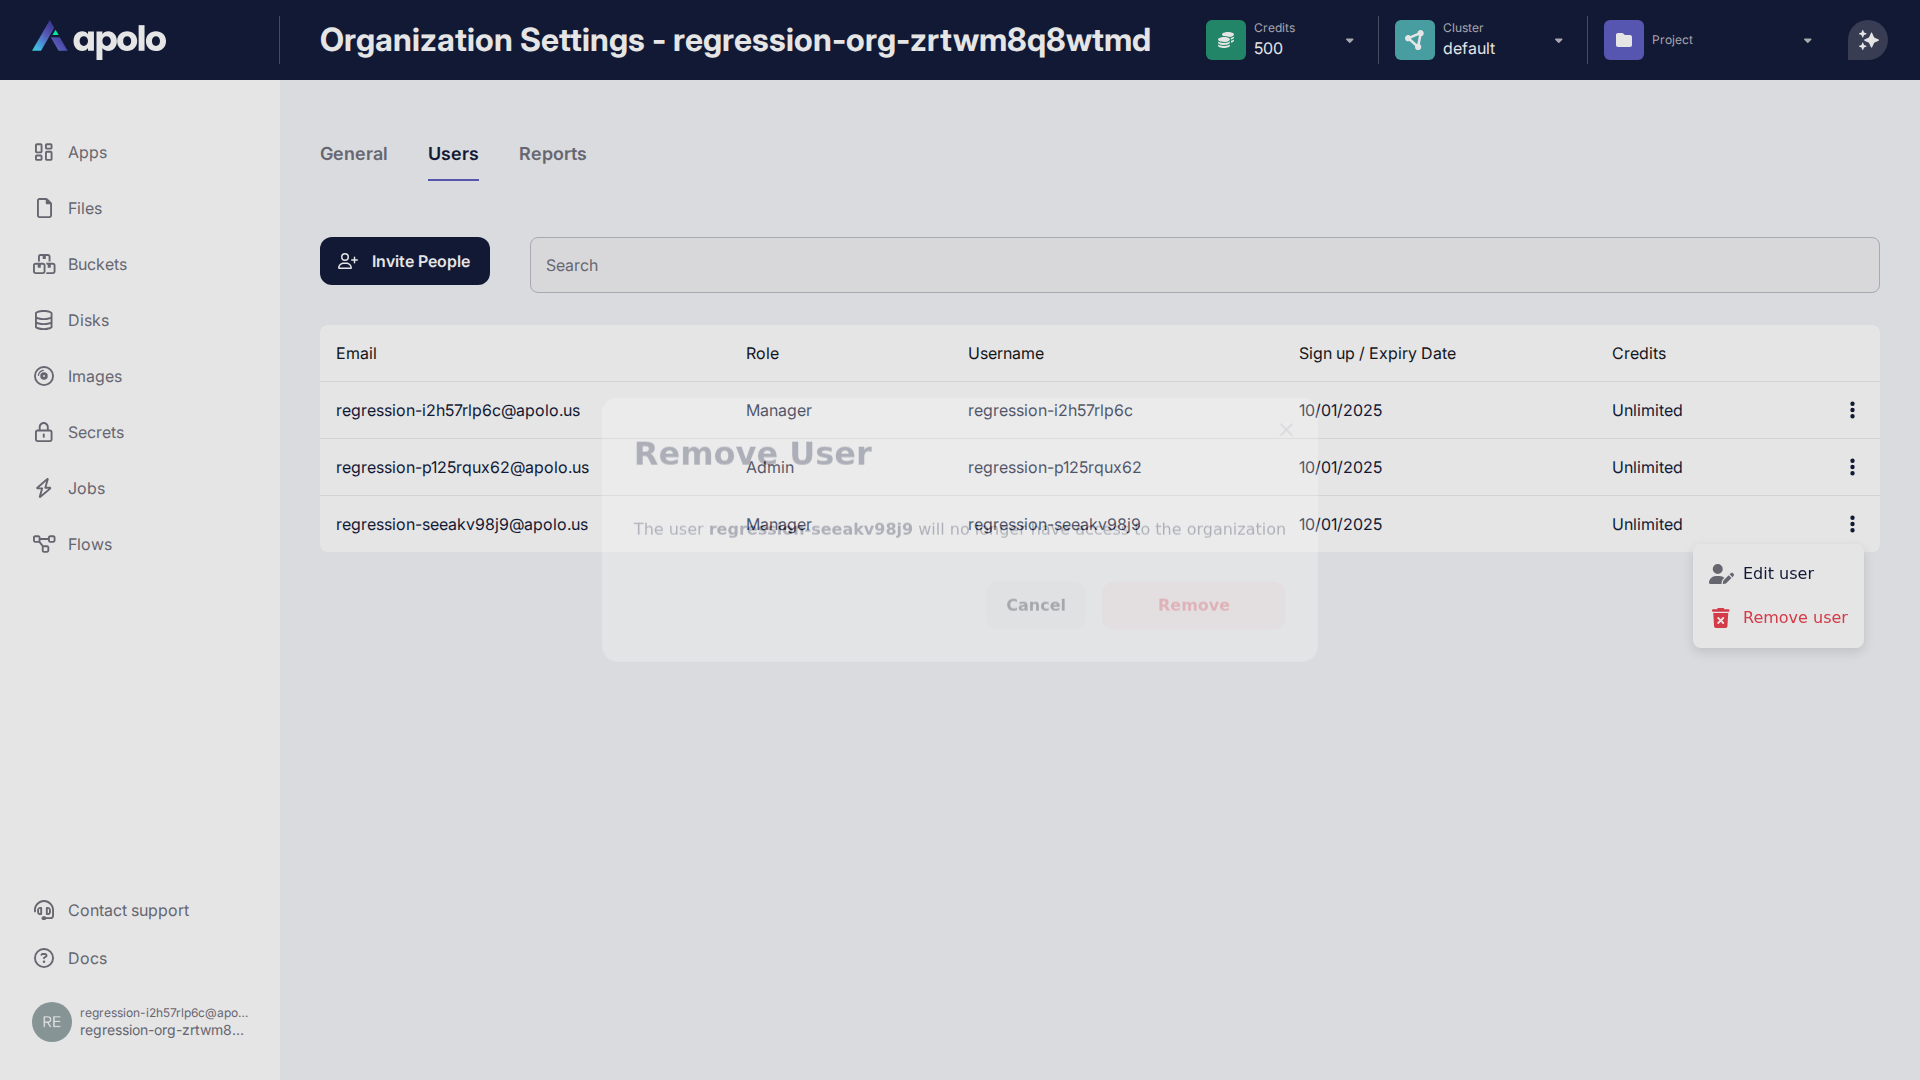 apolo
Organization Settings - regression-org-zrtwm8q8wtmd
Credits
500
Cluster
default
Project
Apps
Files
Buckets
Disks
Images
Secrets
Jobs
Flows
General Users Reports
Invite People
Search
Email Role Username Sign up / Expiry Date Credits
regression-i2h57rlp6c@apolo.us Manager regression-i2h57rlp6c 10/01/2025 Unlimited
regression-p125rqux62@apolo.us Admin regression-p125rqux62 10/01/2025 Unlimited
regression-seeakv98j9@apolo.us Manager regression-seeakv98j9 10/01/2025 Unlimited
Remove User
The user regression-seeakv98j9 will no longer have access to the organization
Cancel Remove
Edit user
Remove user
Contact support
Docs
RE
regression-i2h57rlp6c@apo...
regression-org-zrtwm8...